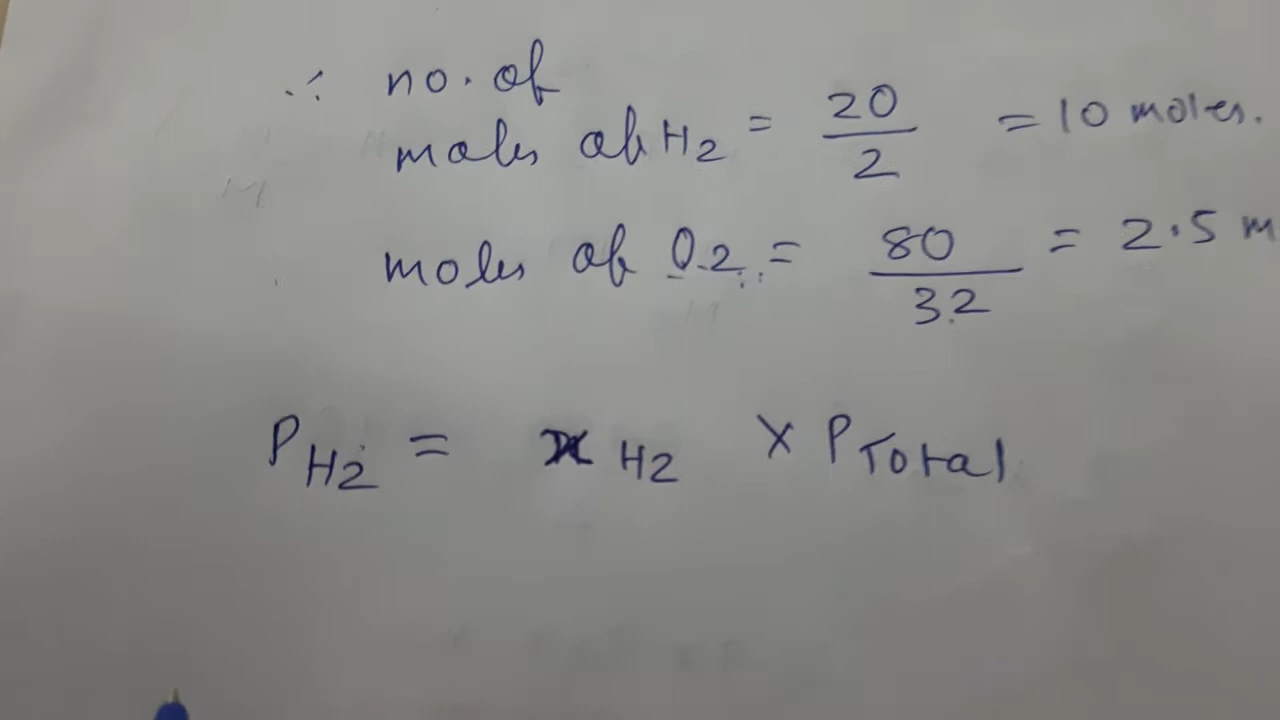 ∴ no. of
moles of H2 = 20/2 = 10 moles.
moles of O2 = 80/32 = 2.5 m
PH2 = xH2 × PTotal